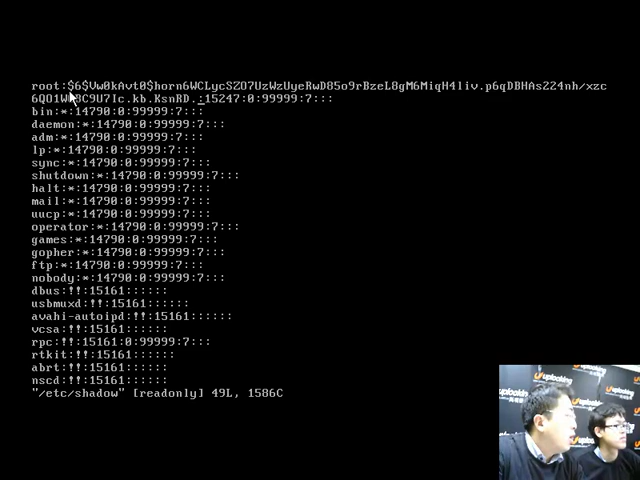 root:$6$Vw0kAvt0$horn6WCLycSZO7UzWzUyeRwD85o9rBzeL8gM6MiqH4liv.p6qDBHAs224nh/xzc
:15247:0:99999:7:::
bin:*:14790:0:99999:7:::
daemon:*:14790:0:99999:7:::
adm:*:14790:0:99999:7:::
lp:*:14790:0:99999:7:::
sync:*:14790:0:99999:7:::
shutdown:*:14790:0:99999:7:::
halt:*:14790:0:99999:7:::
mail:*:14790:0:99999:7:::
uucp:*:14790:0:99999:7:::
operator:*:14790:0:99999:7:::
games:*:14790:0:99999:7:::
gopher:*:14790:0:99999:7:::
ftp:*:14790:0:99999:7:::
nobody:*:14790:0:99999:7:::
dbus:!!:15161::::::
usbmuxd:!!:15161::::::
avahi-autoipd:!!:15161::::::
vcsa:!!:15161::::::
rpc:!!:15161:0:99999:7:::
rtkit:!!:15161::::::
abrt:!!:15161::::::
nscd:!!:15161::::::
"/etc/shadow" [readonly] 49L, 1586C
uplooking
uplooking